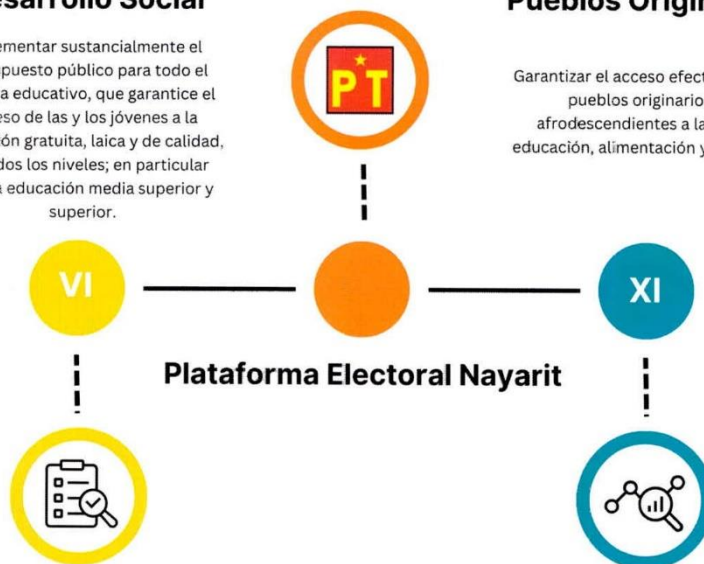 Desarrollo Social
ementar sustancialmente el
upuesto público para todo el
a educativo, que garantice el
eso de las y los jóvenes a la
ión gratuita, laica y de calidad,
dos los niveles; en particular
a educación media superior y
superior.
PT
Pueblos Origin
Garantizar el acceso efect
pueblos originario
afrodescendientes a la
educación, alimentación y
VI
XI
Plataforma Electoral Nayarit